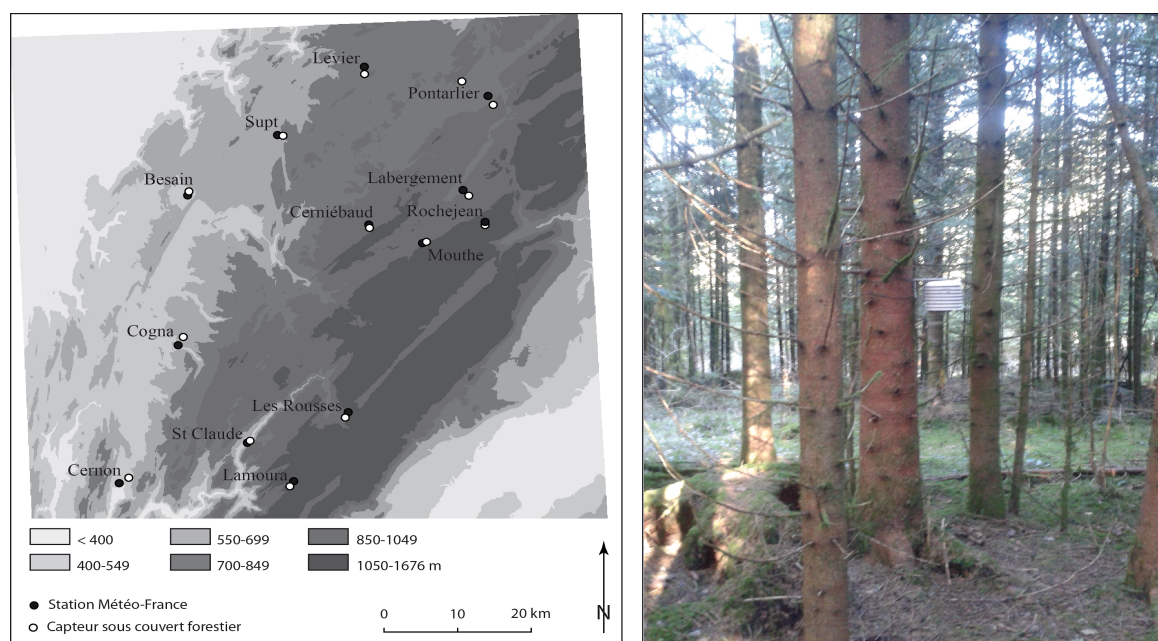 Levier
Pontarlier
Supt
Besain
Labergement
Cerniébaud
Rochejean
Mouthe
Cogna
Les Rousses
St Claude
Cernon
Lamoura
< 400
550-699
850-1049
400-549
700-849
1050-1676 m
Station Météo-France
Capteur sous couvert forestier
0
10
20 km
N